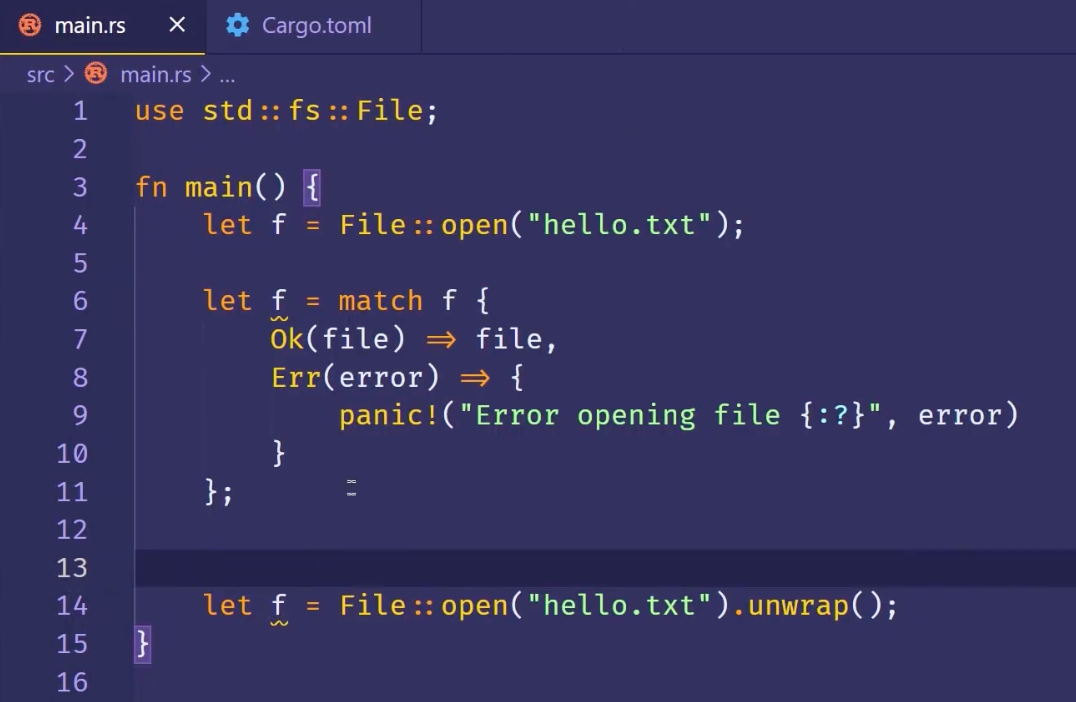 main.rs × Cargo.toml
src > main.rs > ...
1 use std::fs::File;
2
3 fn main() {
4     let f = File::open("hello.txt");
5
6     let f = match f {
7         Ok(file) => file,
8         Err(error) => {
9             panic!("Error opening file {:?}", error)
10         }
11     };
12
13
14     let f = File::open("hello.txt").unwrap();
15 }
16